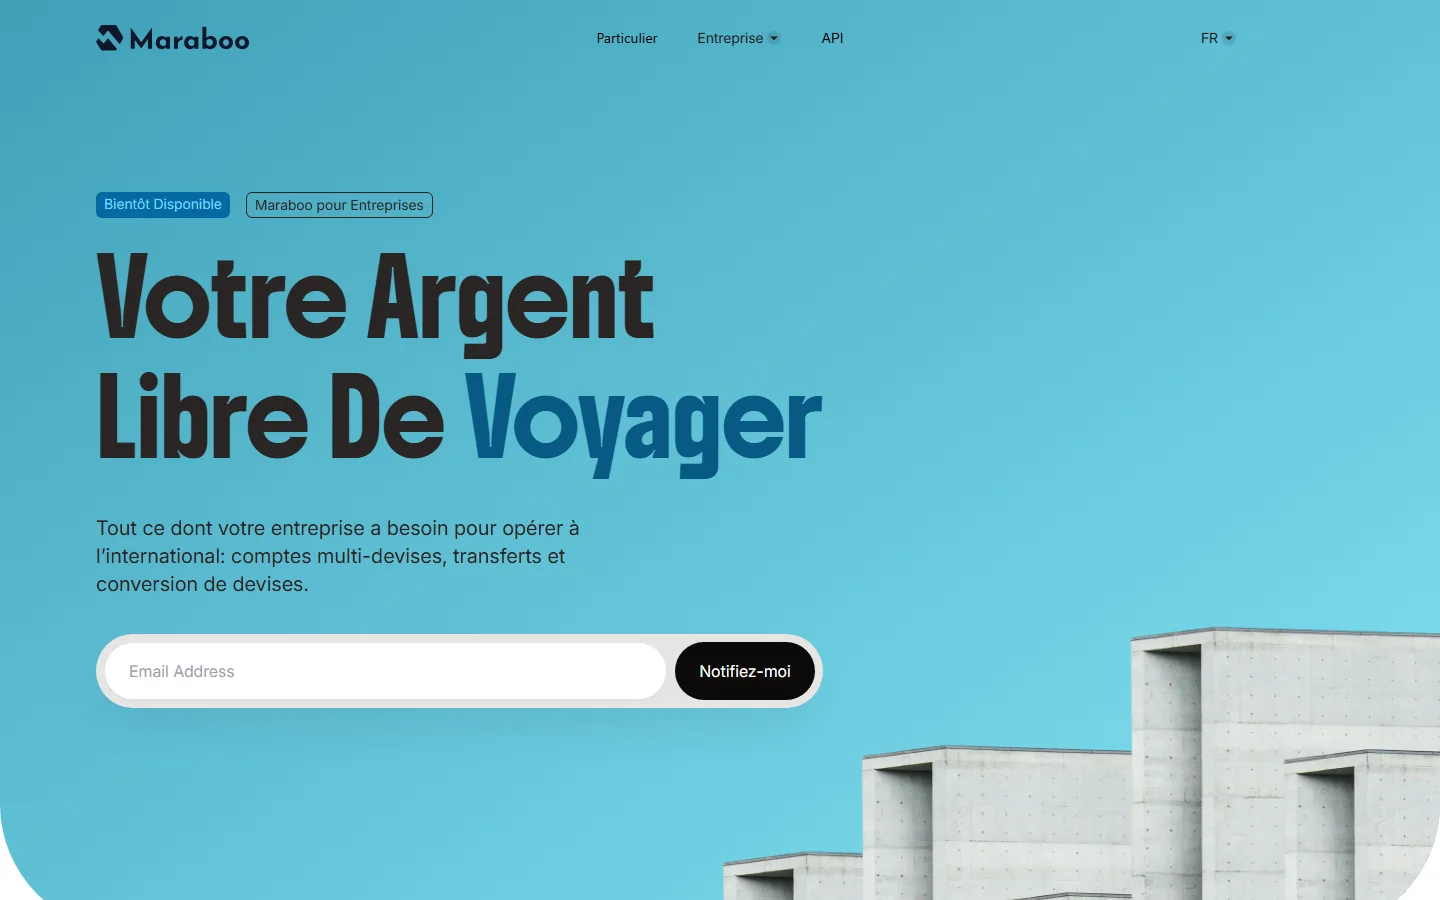 Maraboo
Particulier
Entreprise
API
FR
Bientôt Disponible
Maraboo pour Entreprises
Votre Argent
Libre De Voyager
Tout ce dont votre entreprise a besoin pour opérer à
l’international: comptes multi-devises, transferts et
conversion de devises.
Email Address
Notifiez-moi